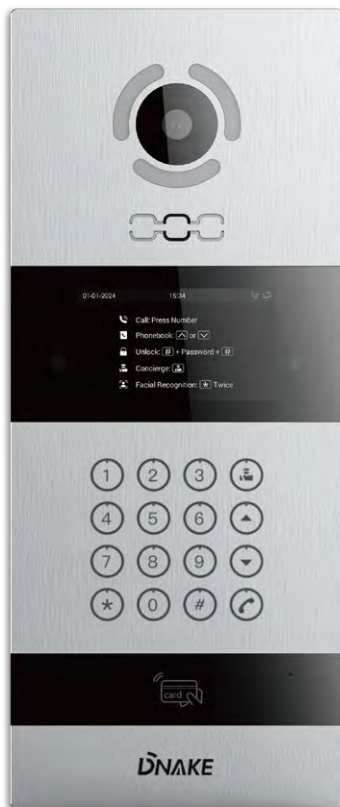 01-01-2024 15:34
Call: Press Number
Phonebook: or
Unlock: # + Password + #
Concierge:
Facial Recognition: * Twice
1 2 3
4 5 6
7 8 9
* 0 #
card
DNAKE